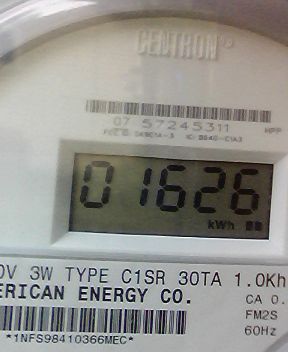 CENTRON®
07 57245311 HPP
01626
kWh
0V 3W TYPE C1SR 30TA 1.0Kh
ERICAN ENERGY CO. CA 0.
FM2S
60Hz
*1NFS98410366MEC*